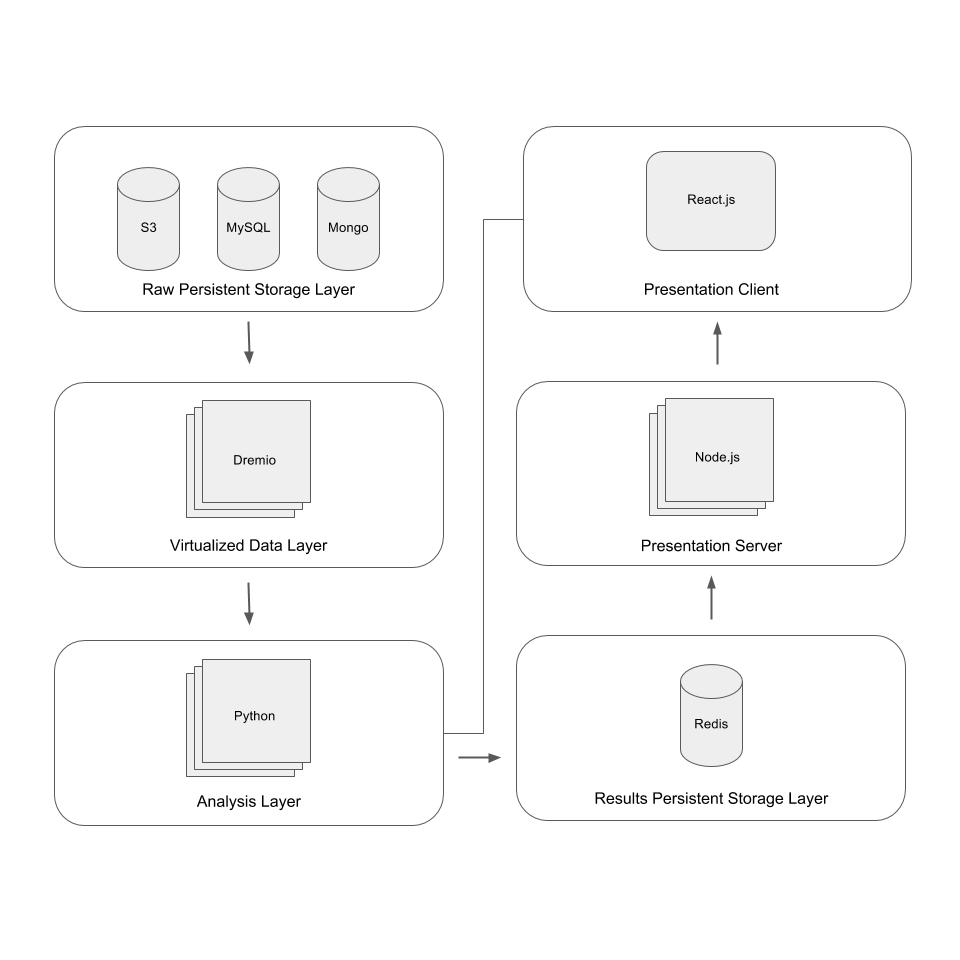 S3
MySQL
Mongo
Raw Persistent Storage Layer
React.js
Presentation Client
Dremio
Virtualized Data Layer
Node.js
Presentation Server
Python
Analysis Layer
Redis
Results Persistent Storage Layer